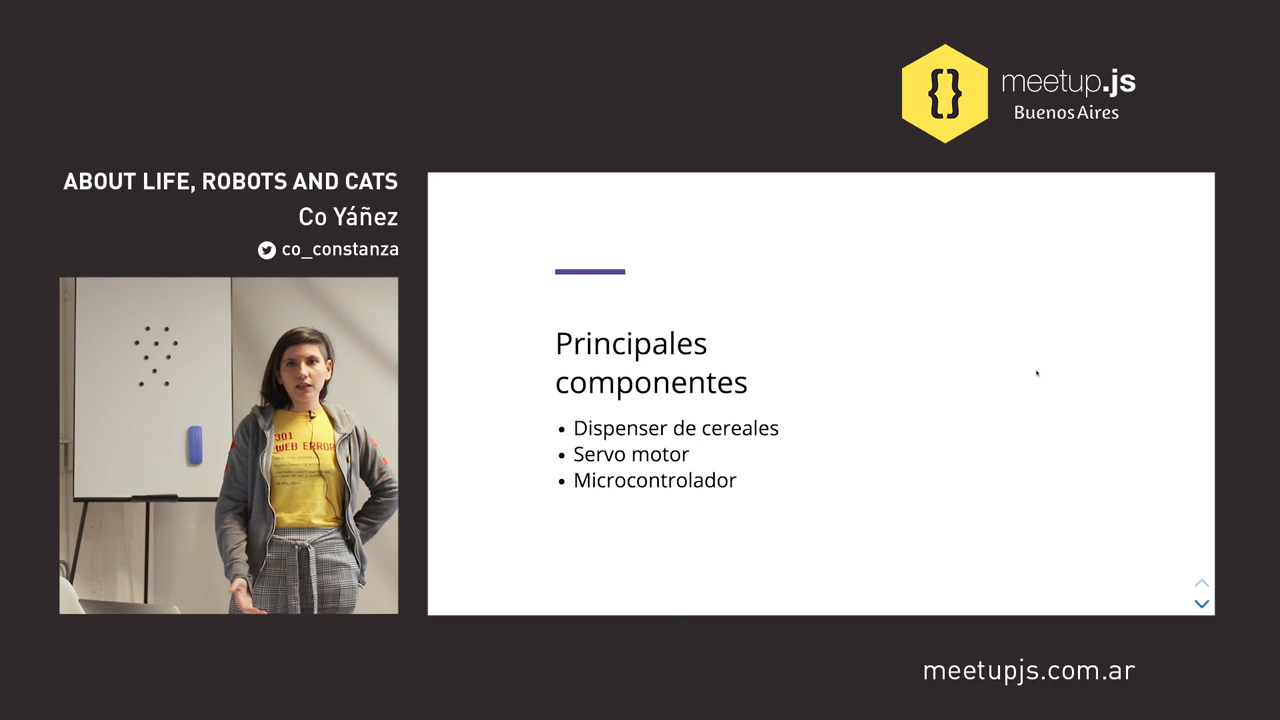 meetup.js
Buenos Aires
ABOUT LIFE, ROBOTS AND CATS
Co Yáñez
co_constanza
301
WEB ERROR
Principales
componentes
• Dispenser de cereales
• Servo motor
• Microcontrolador
meetupjs.com.ar